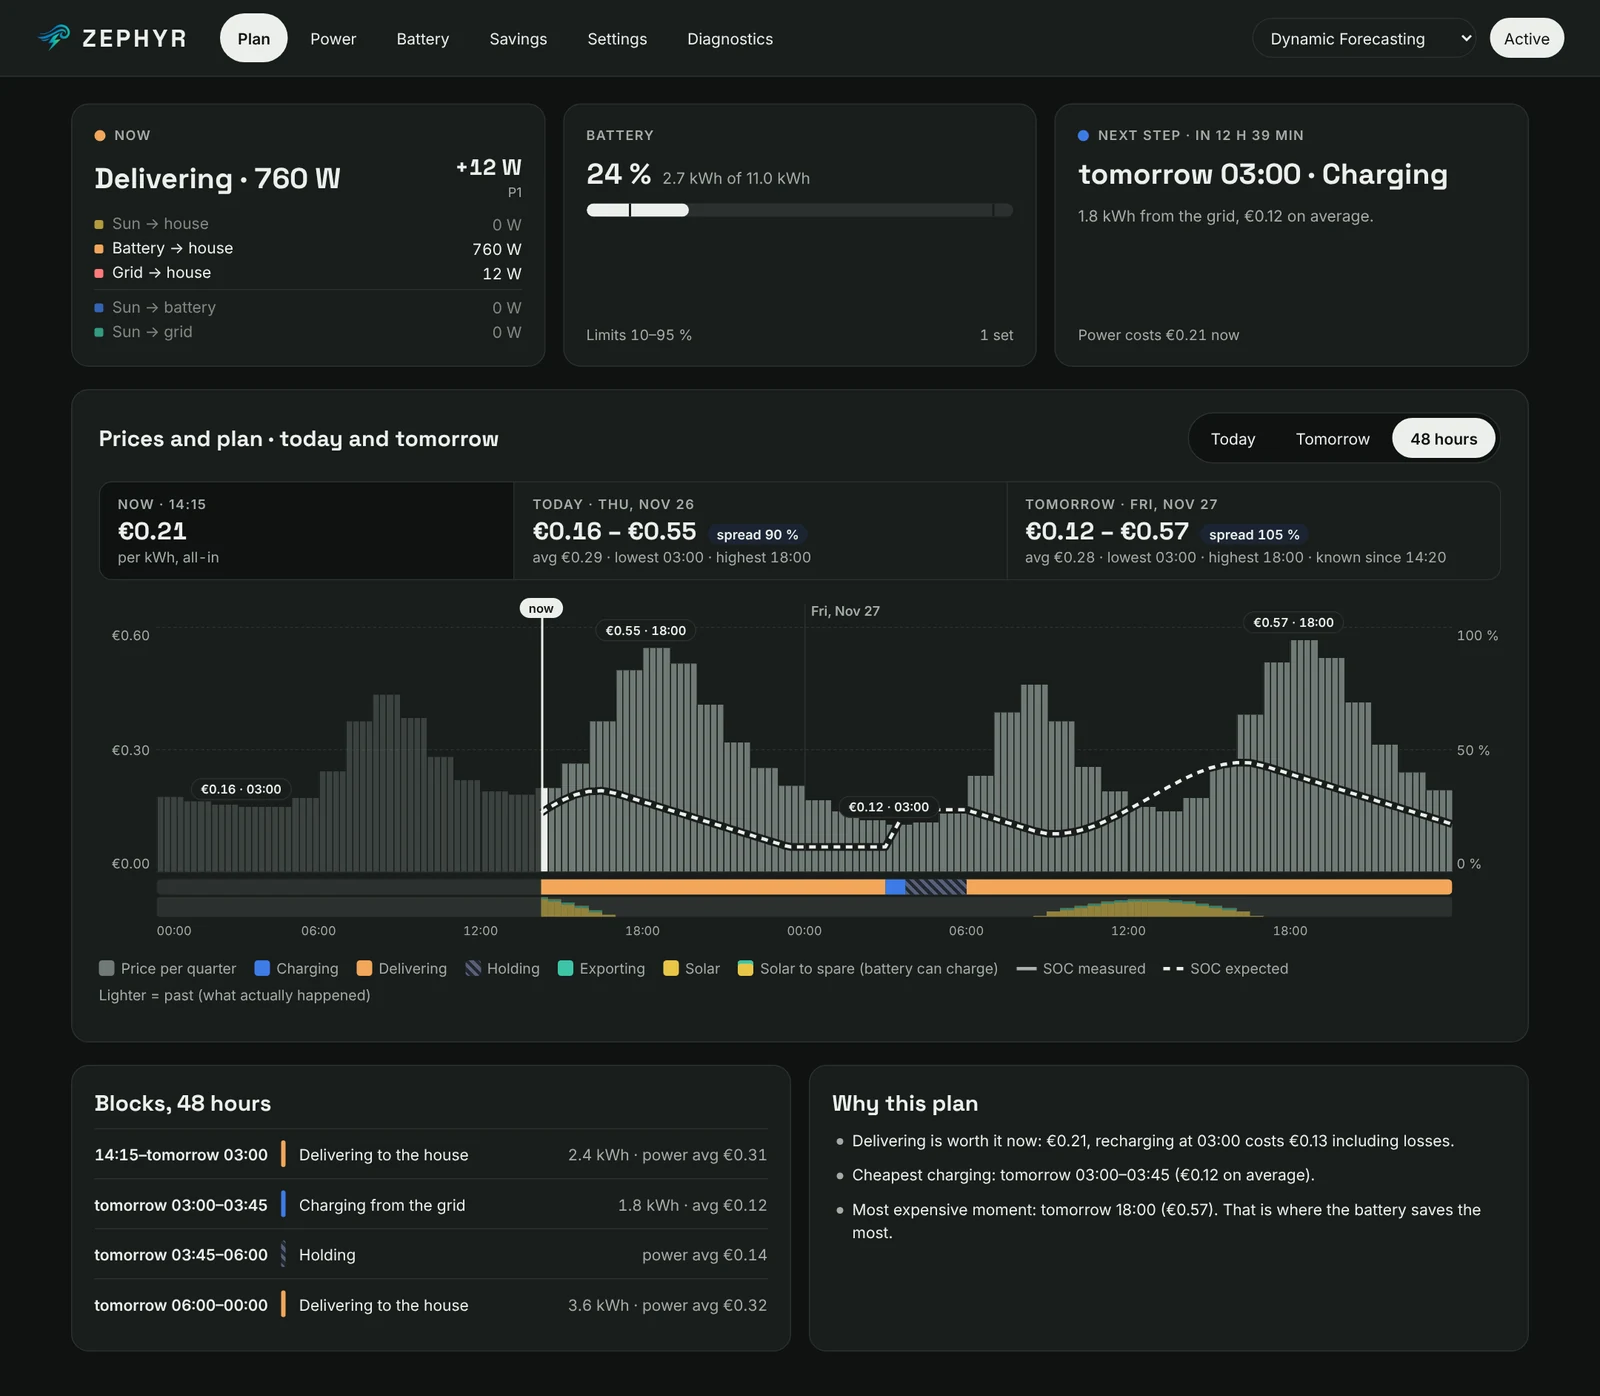 ZEPHYR
Plan
Power
Battery
Savings
Settings
Diagnostics
Dynamic Forecasting
Active
NOW
Delivering · 760 W
+12 W
P1
Sun → house 0 W
Battery → house 760 W
Grid → house 12 W
Sun → battery 0 W
Sun → grid 0 W
BATTERY
24 % 2.7 kWh of 11.0 kWh
Limits 10–95 %
1 set
NEXT STEP · IN 12 H 39 MIN
tomorrow 03:00 · Charging
1.8 kWh from the grid, €0.12 on average.
Power costs €0.21 now
Prices and plan · today and tomorrow
Today
Tomorrow
48 hours
NOW · 14:15
€0.21
per kWh, all-in
TODAY · THU, NOV 26
€0.16 – €0.55 spread 90 %
avg €0.29 · lowest 03:00 · highest 18:00
TOMORROW · FRI, NOV 27
€0.12 – €0.57 spread 105 %
avg €0.28 · lowest 03:00 · highest 18:00 · known since 14:20
now
Fri, Nov 27
€0.55 · 18:00
€0.57 · 18:00
€0.16 · 03:00
€0.12 · 03:00
€0.60
€0.30
€0.00
100 %
50 %
0 %
00:00 06:00 12:00 18:00 00:00 06:00 12:00 18:00
Price per quarter
Charging
Delivering
Holding
Exporting
Solar
Solar to spare (battery can charge)
SOC measured
SOC expected
Lighter = past (what actually happened)
Blocks, 48 hours
14:15–tomorrow 03:00 Delivering to the house 2.4 kWh · power avg €0.31
tomorrow 03:00–03:45 Charging from the grid 1.8 kWh · avg €0.12
tomorrow 03:45–06:00 Holding power avg €0.14
tomorrow 06:00–00:00 Delivering to the house 3.6 kWh · power avg €0.32
Why this plan
Delivering is worth it now: €0.21, recharging at 03:00 costs €0.13 including losses.
Cheapest charging: tomorrow 03:00–03:45 (€0.12 on average).
Most expensive moment: tomorrow 18:00 (€0.57). That is where the battery saves the
most.